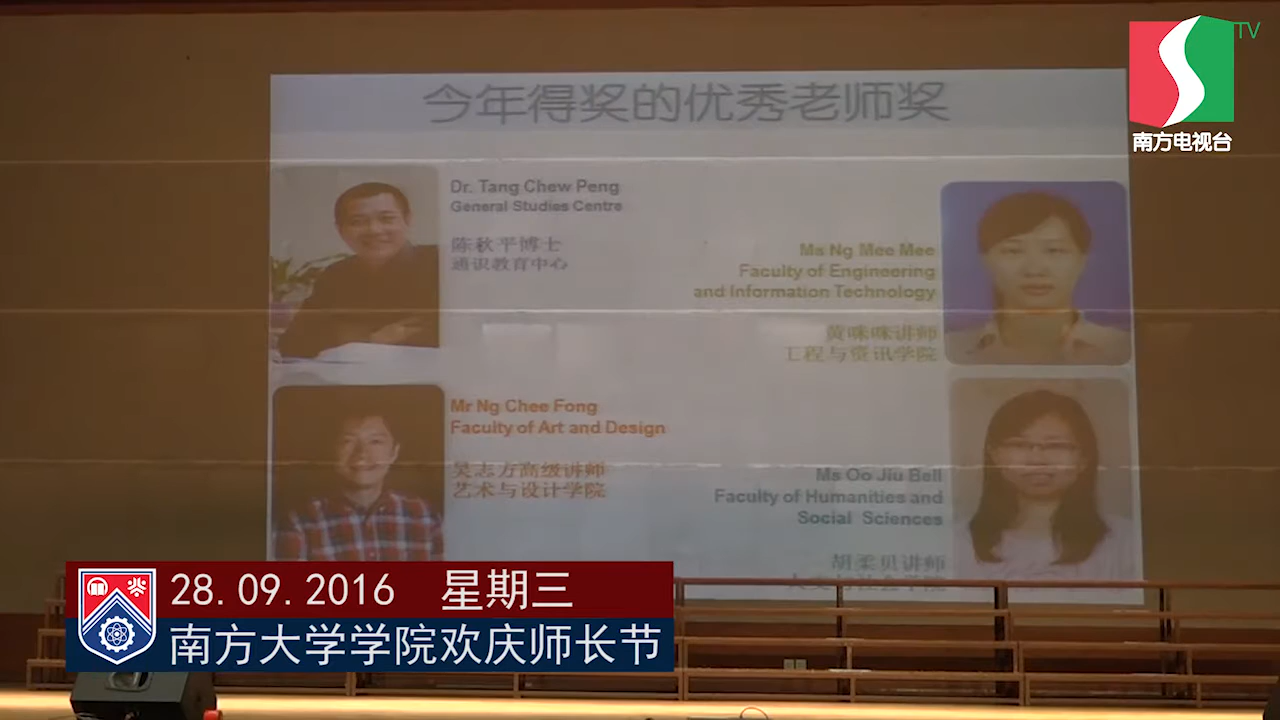 TV
南方电视台
今年得奖的优秀老师奖
Dr. Tang Chew Peng
General Studies Centre
陈秋平博士
通识教育中心
Ms Ng Mee Mee
Faculty of Engineering
and Information Technology
黄咪咪讲师
工程与资讯学院
Mr Ng Chee Fong
Faculty of Art and Design
吴志方高级讲师
艺术与设计学院
Ms Oo Jiu Bell
Faculty of Humanities and
Social Sciences
胡柔贝讲师
28.09.2016 星期三
南方大学学院欢庆师长节